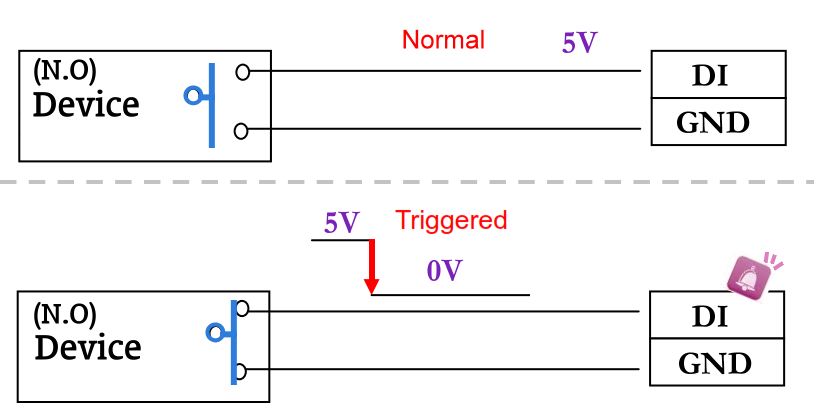 Normal 5V
(N.O)
Device
DI
GND
5V Triggered
0V
(N.O)
Device
DI
GND